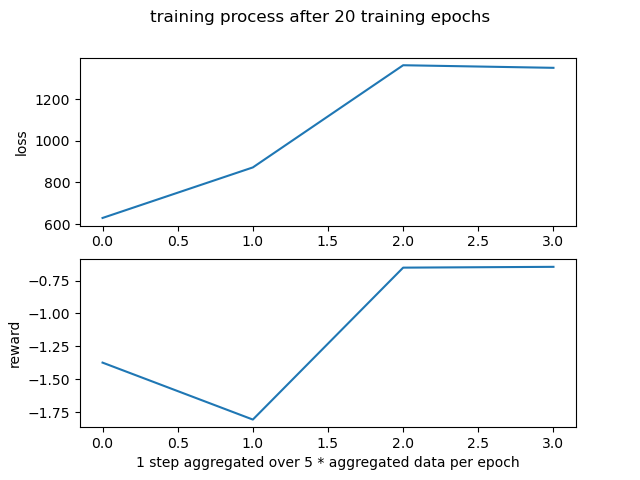 training process after 20 training epochs
1200
1000
800
600
loss
0.0 0.5 1.0 1.5 2.0 2.5 3.0
−0.75
−1.00
−1.25
−1.50
−1.75
reward
0.0 0.5 1.0 1.5 2.0 2.5 3.0
1 step aggregated over 5 * aggregated data per epoch